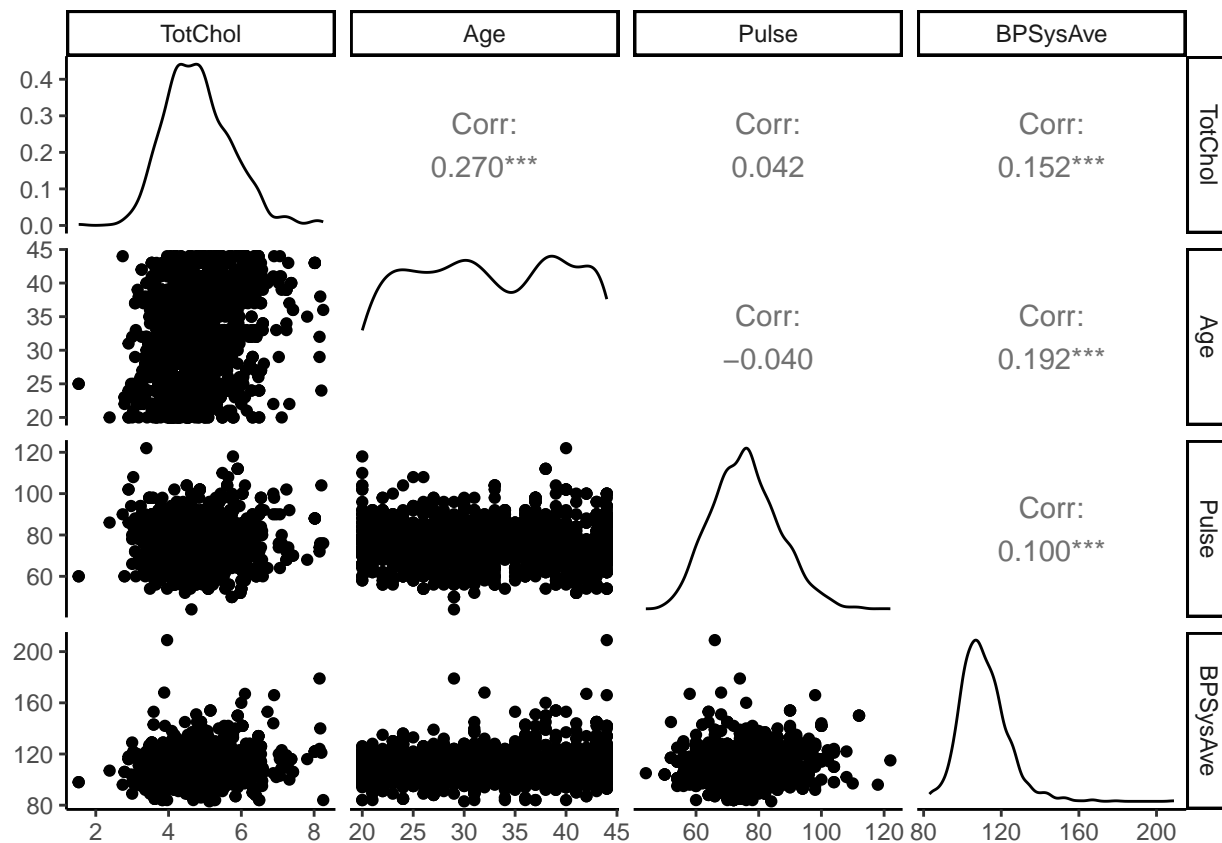 TotChol Age Pulse BPSysAve
0.4
0.3
0.2
0.1
0.0
Corr:
0.270***
Corr:
0.042
Corr:
0.152***
TotChol
45
40
35
30
25
20
Corr:
−0.040
Corr:
0.192***
Age
120
100
80
60
Corr:
0.100***
Pulse
200
160
120
80
BPSysAve
2 4 6 8 20 25 30 35 40 45 60 80 100 120 80 120 160 200